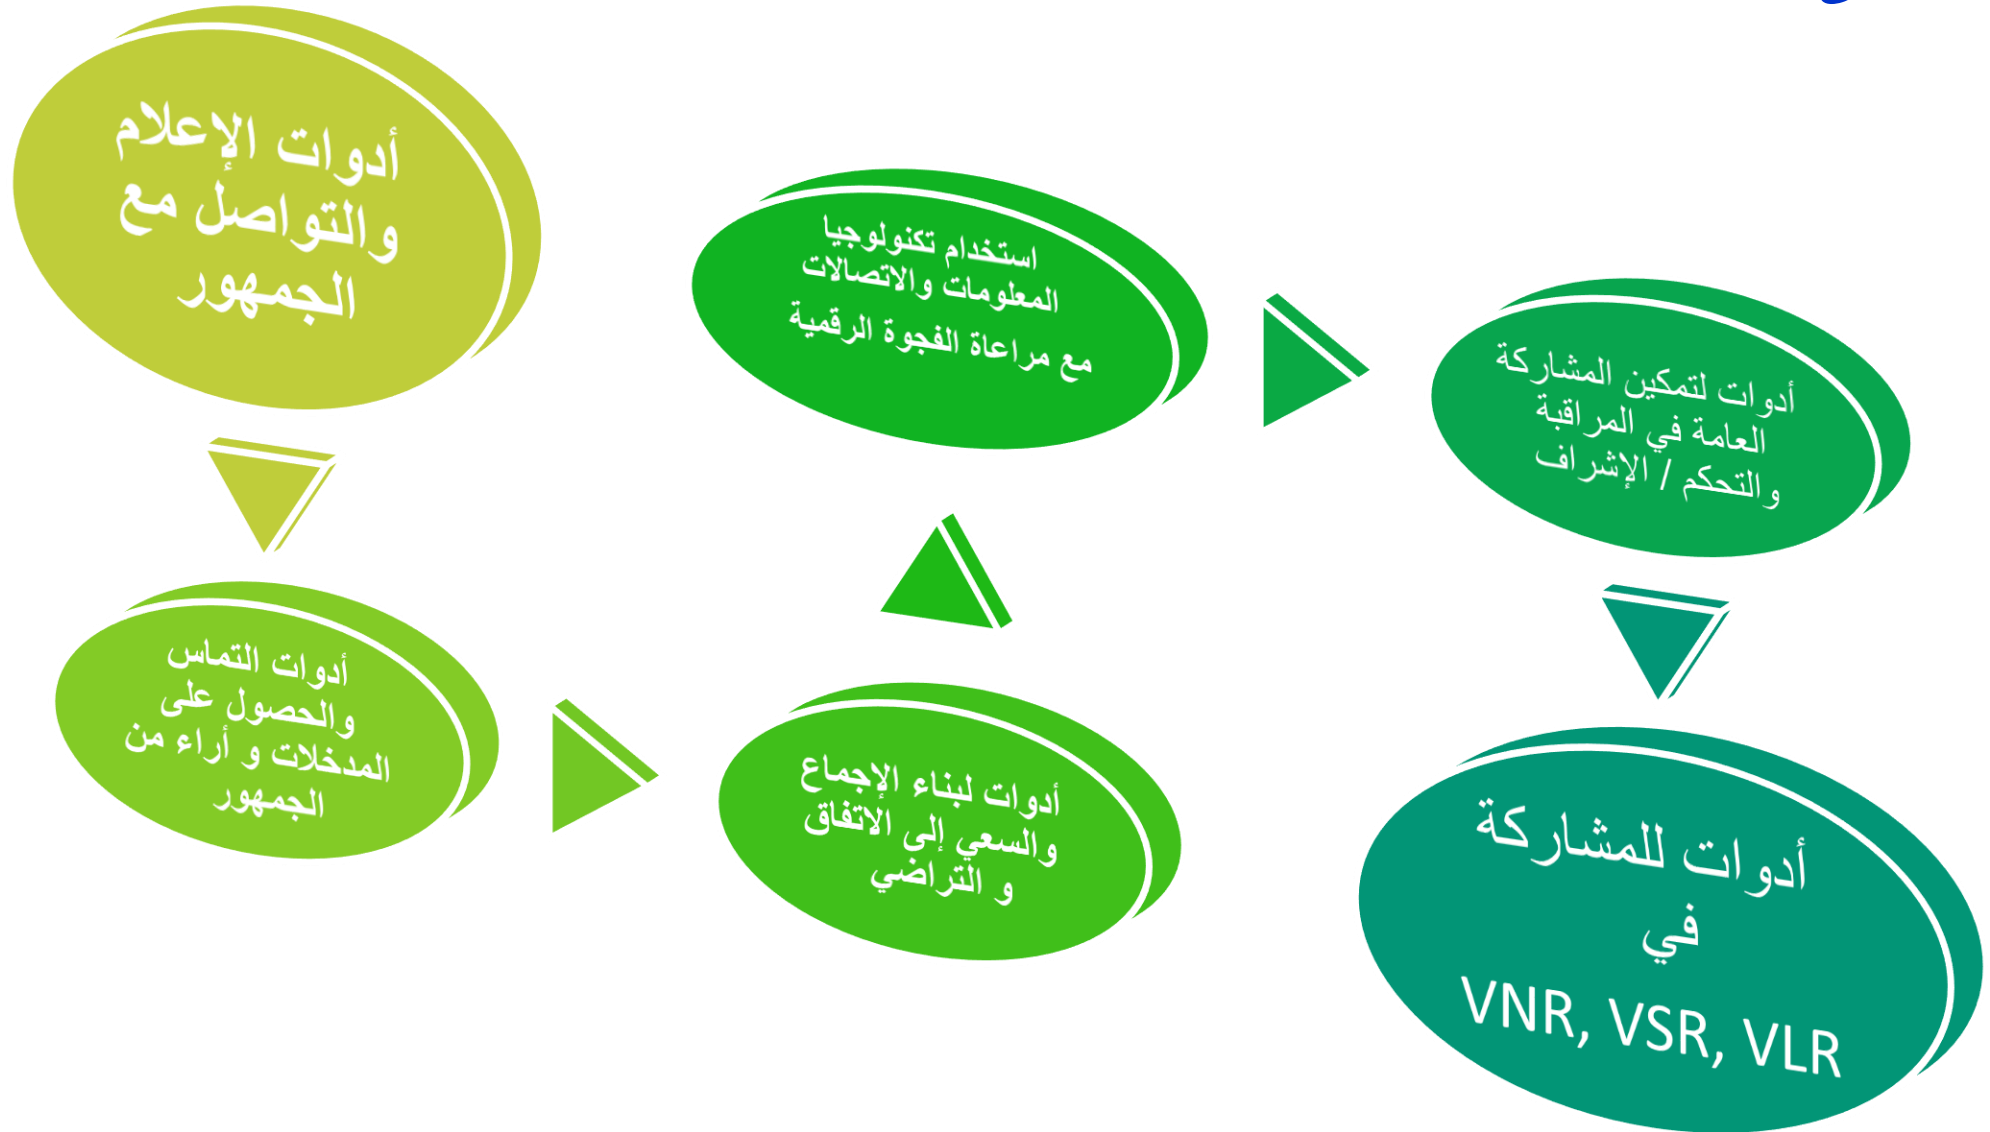 أدوات الإعلام
والتواصل مع
الجمهور
أدوات التماس
والحصول على
المدخلات و أراء من
الجمهور
أدوات لبناء الإجماع
والسعي إلى الاتفاق
و التراضي
استخدام تكنولوجيا
المعلومات والاتصالات
مع مراعاة الفجوة الرقمية
أدوات لتمكين المشاركة
العامة في المراقبة
والتحكم / الإشراف
أدوات للمشاركة
في
VNR, VSR, VLR